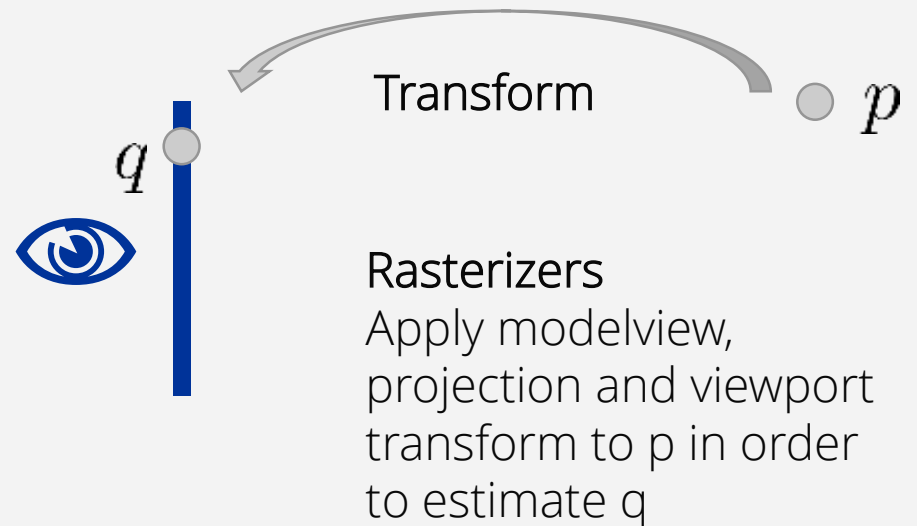 Transform
p
q
Rasterizers
Apply modelview,
projection and viewport
transform to p in order
to estimate q